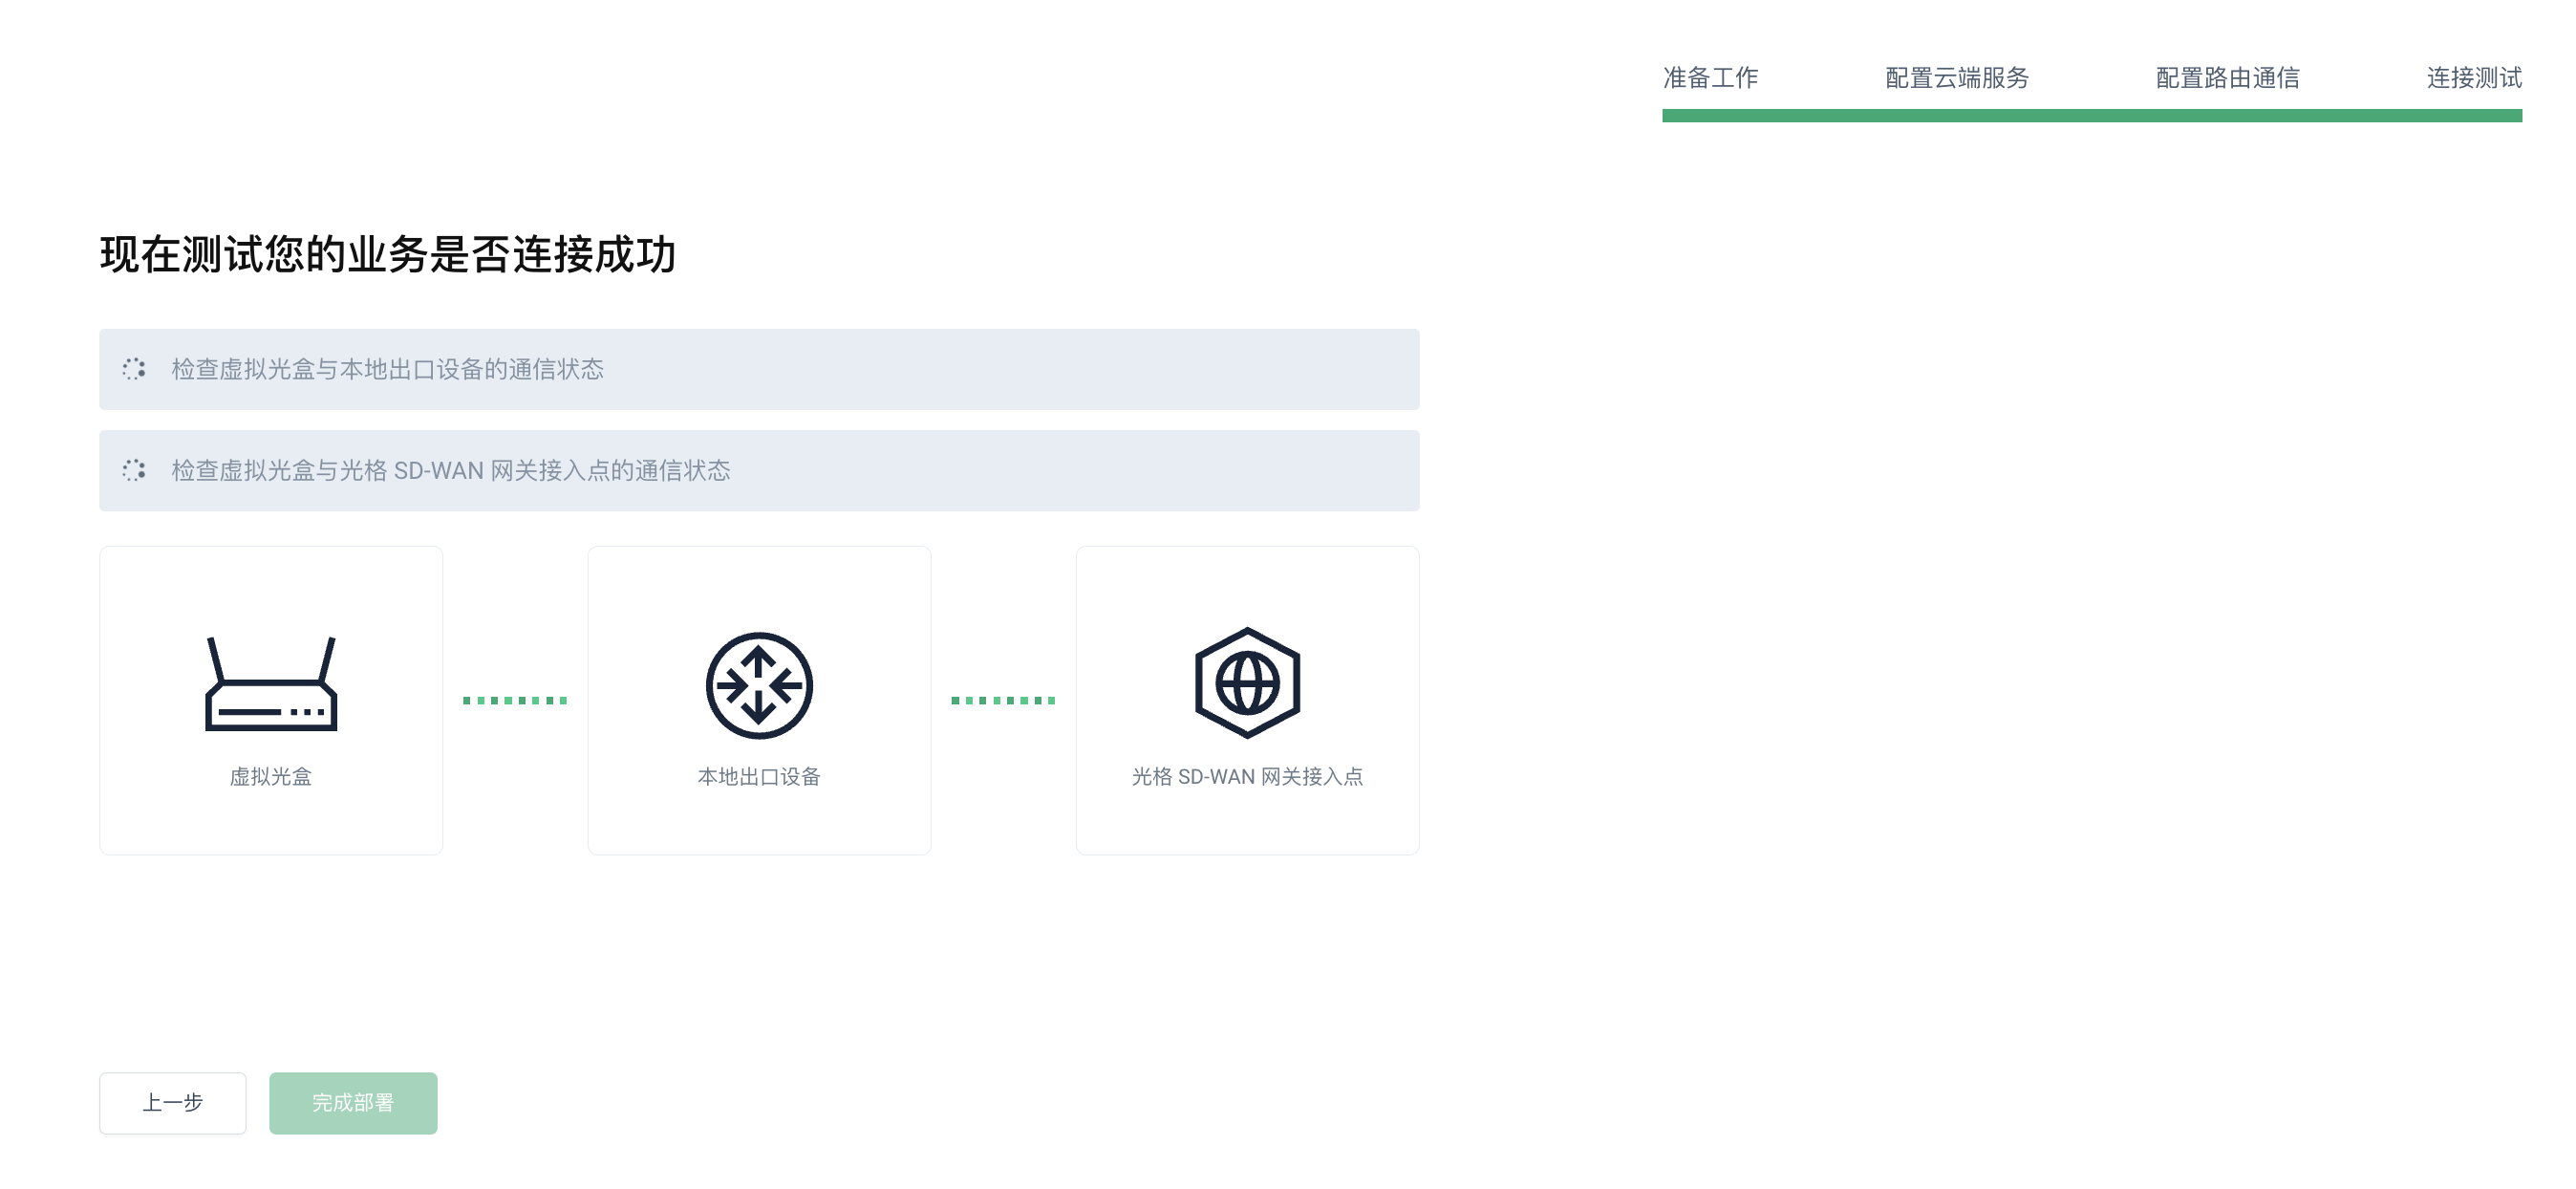 准备工作
配置云端服务
配置路由通信
连接测试
现在测试您的业务是否连接成功
检查虚拟光盒与本地出口设备的通信状态
检查虚拟光盒与光格 SD-WAN 网关接入点的通信状态
虚拟光盒
本地出口设备
光格 SD-WAN 网关接入点
上一步
完成部署